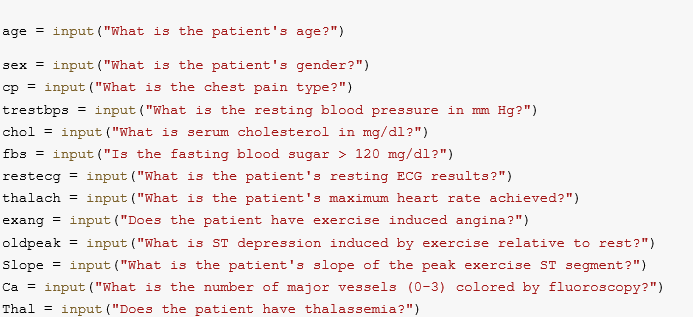 age = input("What is the patient's age?")
sex = input("What is the patient's gender?")
cp = input("What is the chest pain type?")
trestbps = input("What is the resting blood pressure in mm Hg?")
chol = input("What is serum cholesterol in mg/dl?")
fbs = input("Is the fasting blood sugar > 120 mg/dl?")
restecg = input("What is the patient's resting ECG results?")
thalach = input("What is the patient's maximum heart rate achieved?")
exang = input("Does the patient have exercise induced angina?")
oldpeak = input("What is ST depression induced by exercise relative to rest?")
Slope = input("What is the patient's slope of the peak exercise ST segment?")
Ca = input("What is the number of major vessels (0-3) colored by fluoroscopy?")
Thal = input("Does the patient have thalassemia?")